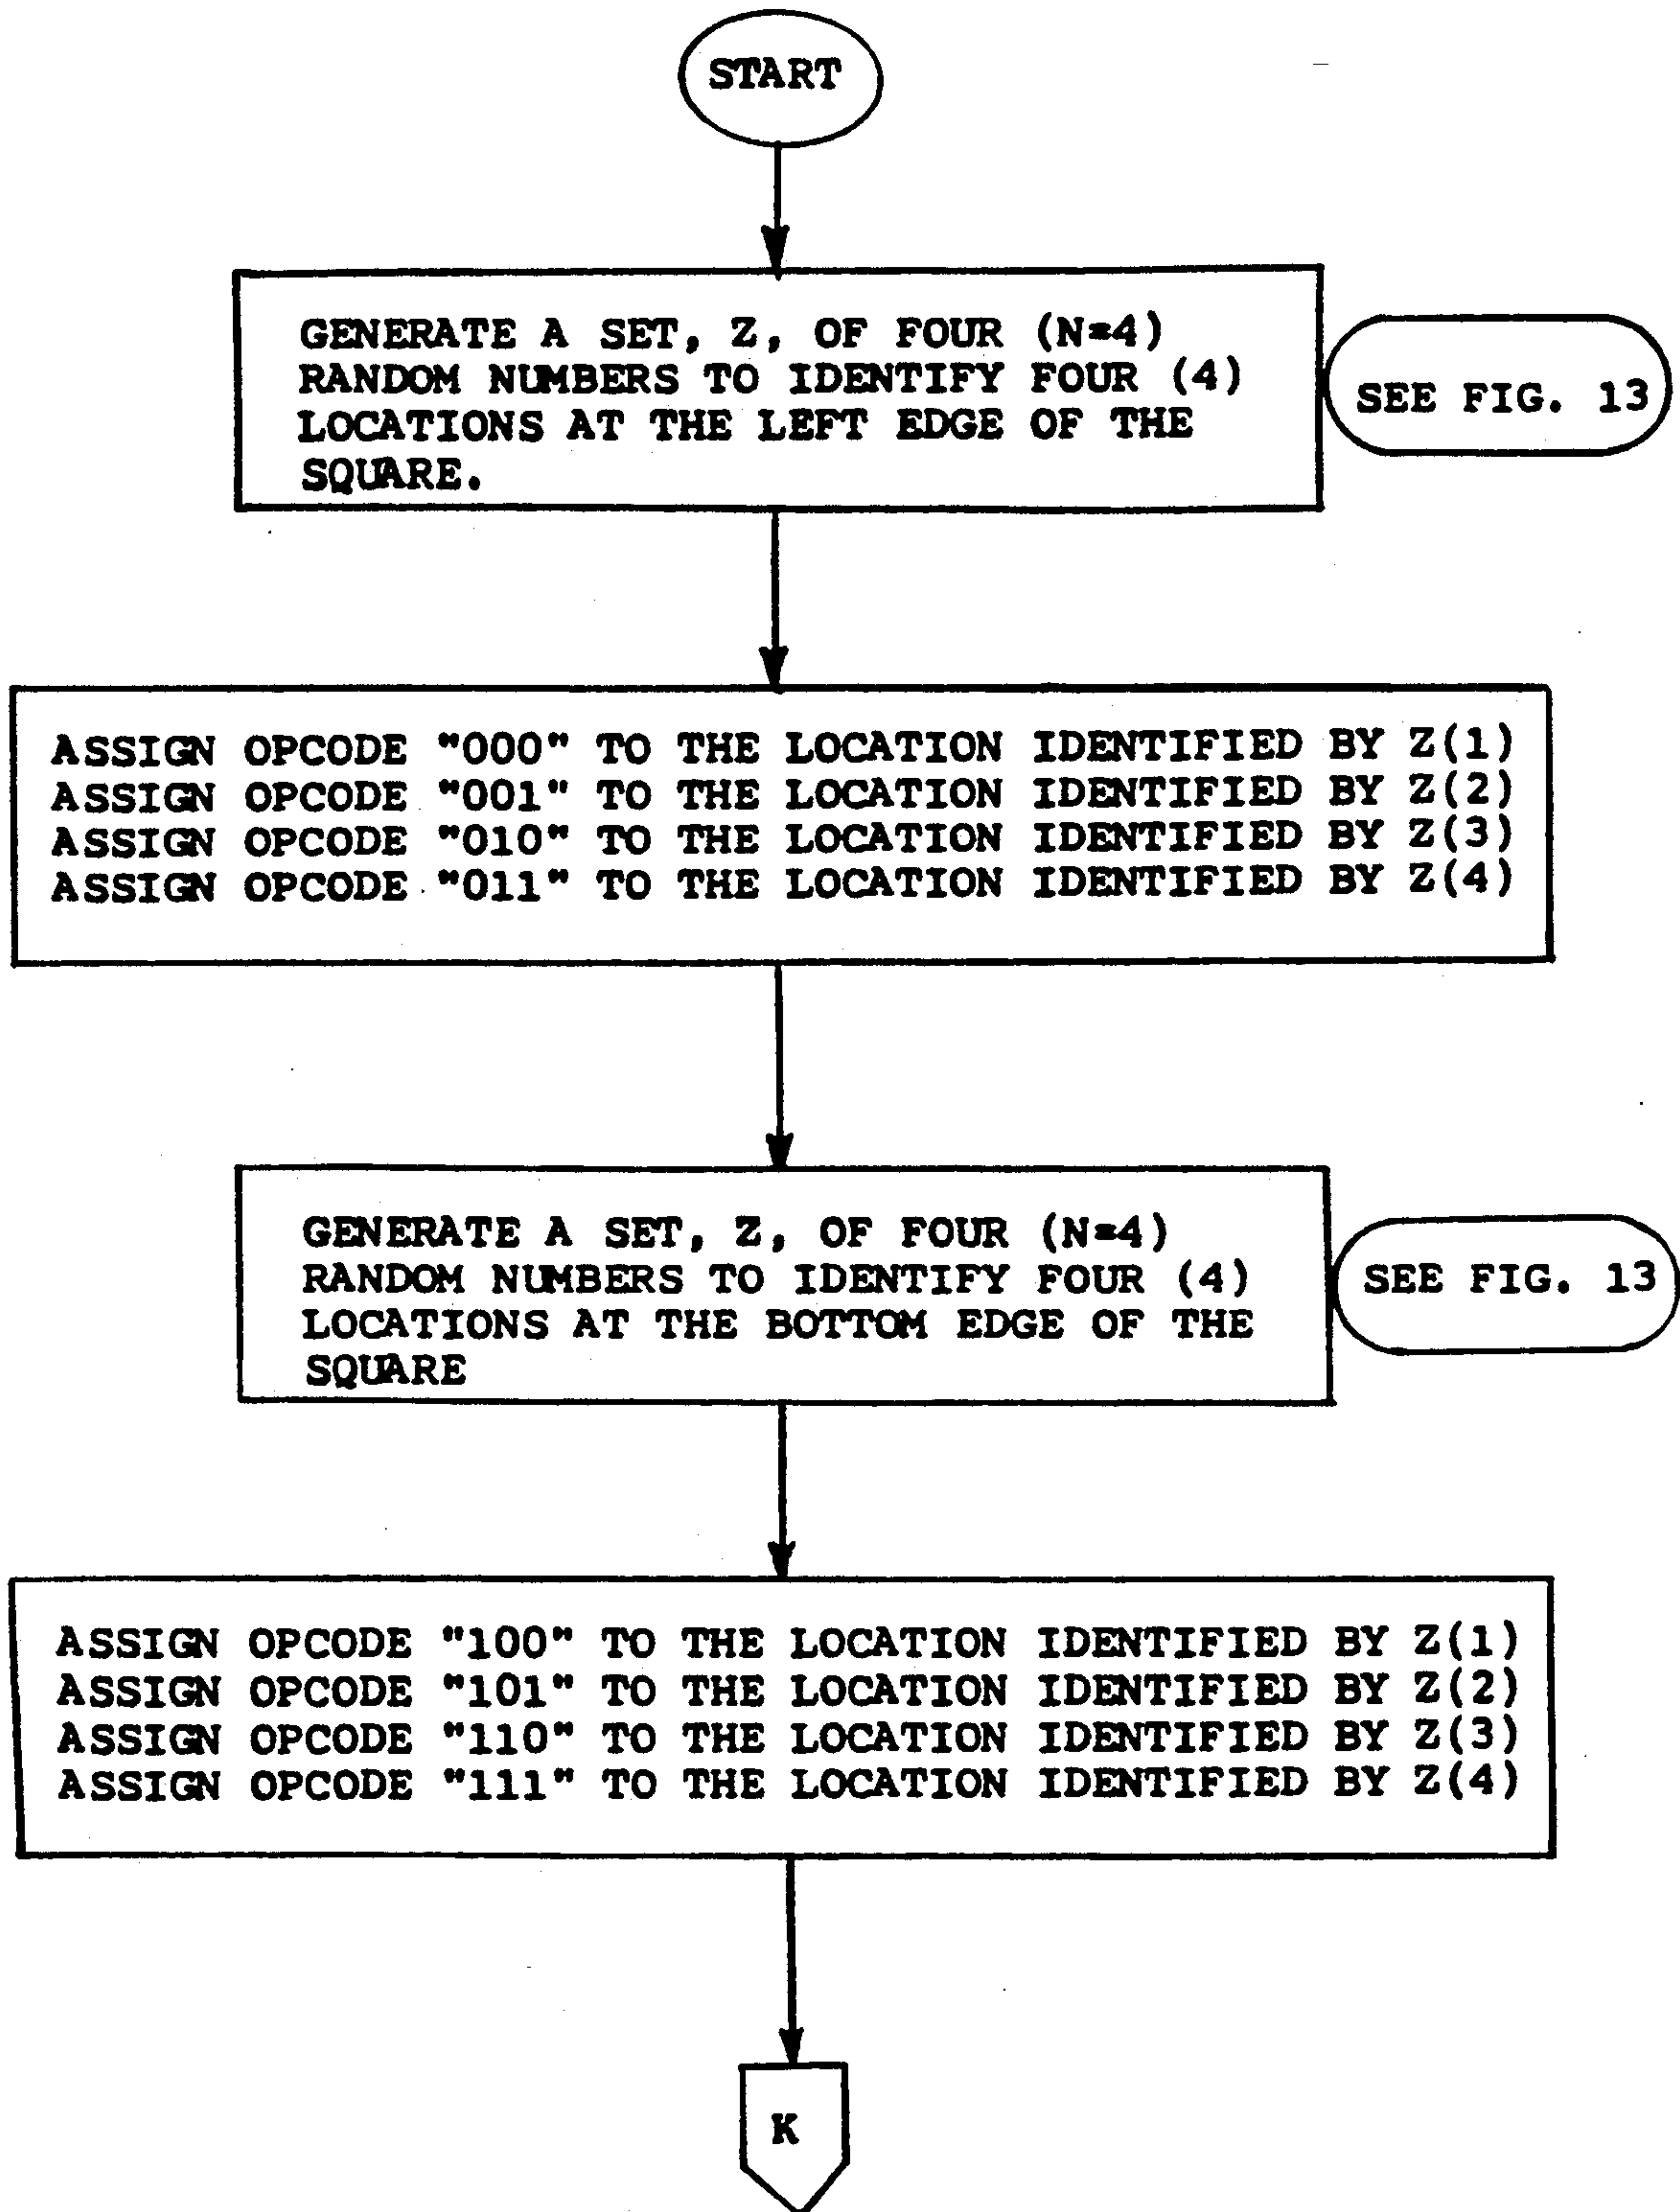 START
GENERATE A SET, Z, OF FOUR (N=4)
RANDOM NUMBERS TO IDENTIFY FOUR (4)
LOCATIONS AT THE LEFT EDGE OF THE
SQUARE.
SEE FIG. 13
ASSIGN OPCODE "000" TO THE LOCATION IDENTIFIED BY Z(1)
ASSIGN OPCODE "001" TO THE LOCATION IDENTIFIED BY Z(2)
ASSIGN OPCODE "010" TO THE LOCATION IDENTIFIED BY Z(3)
ASSIGN OPCODE "011" TO THE LOCATION IDENTIFIED BY Z(4)
GENERATE A SET, Z, OF FOUR (N=4)
RANDOM NUMBERS TO IDENTIFY FOUR (4)
LOCATIONS AT THE BOTTOM EDGE OF THE
SQUARE
SEE FIG. 13
ASSIGN OPCODE "100" TO THE LOCATION IDENTIFIED BY Z(1)
ASSIGN OPCODE "101" TO THE LOCATION IDENTIFIED BY Z(2)
ASSIGN OPCODE "110" TO THE LOCATION IDENTIFIED BY Z(3)
ASSIGN OPCODE "111" TO THE LOCATION IDENTIFIED BY Z(4)
K